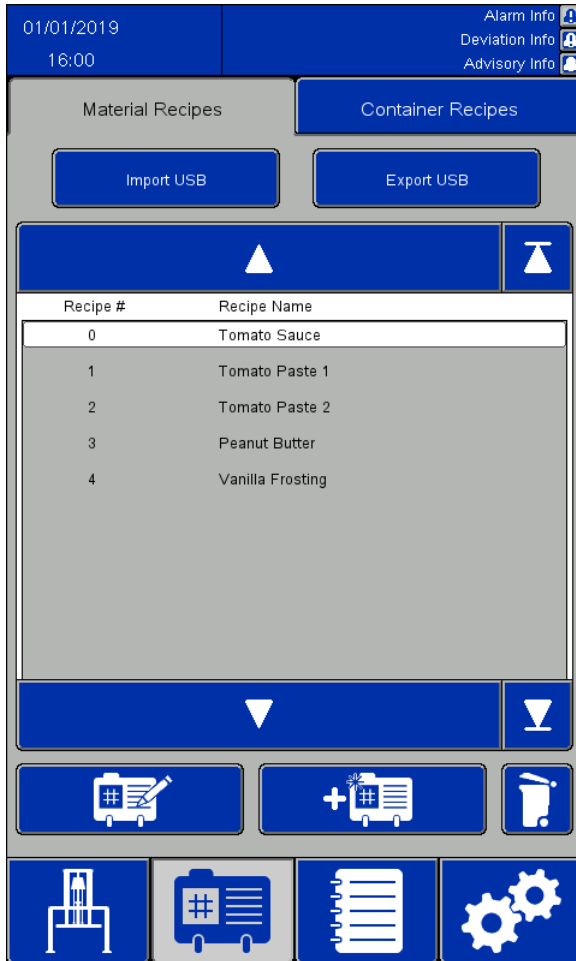 01/01/2019
16:00
Alarm Info
Deviation Info
Advisory Info
Material Recipes
Container Recipes
Import USB
Export USB
Recipe # Recipe Name
0 Tomato Sauce
1 Tomato Paste 1
2 Tomato Paste 2
3 Peanut Butter
4 Vanilla Frosting
#
+ #
#